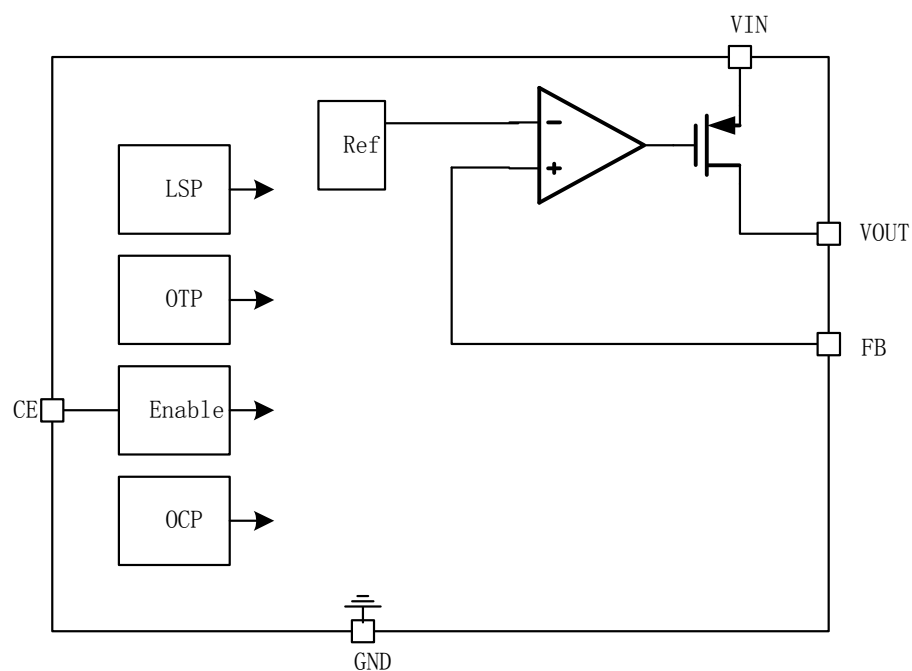 VIN
Ref
LSP
VOUT
OTP
FB
CE
Enable
OCP
GND